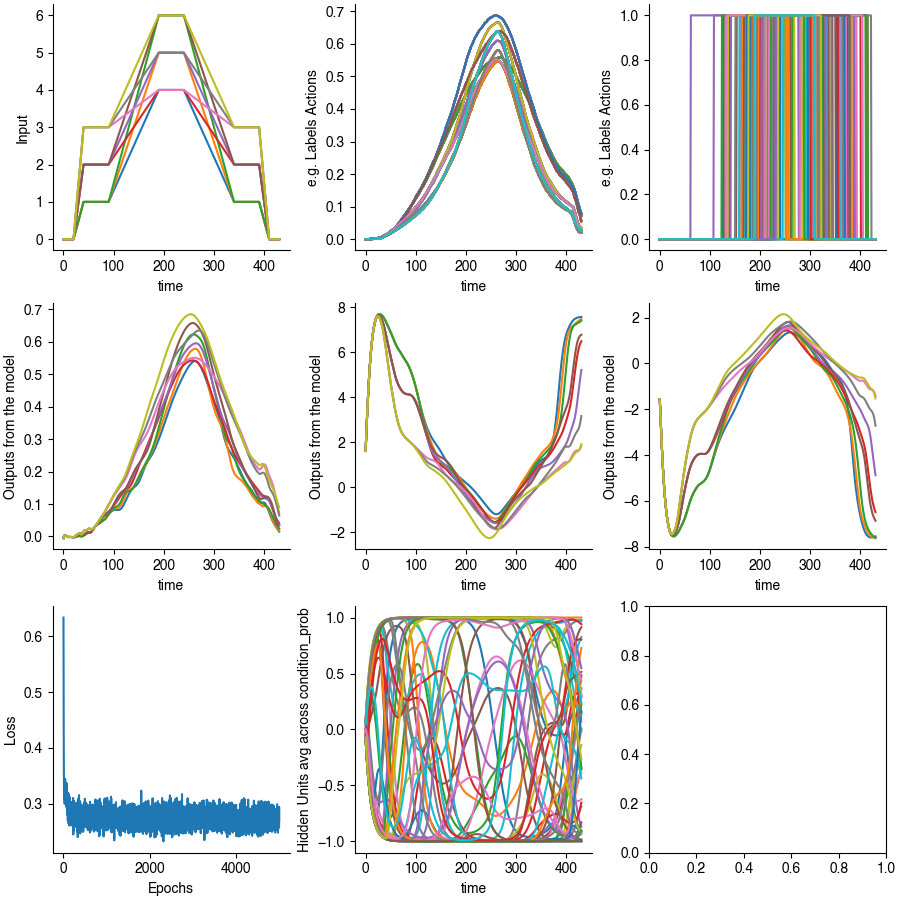 Input
6
5
4
3
2
1
0
0 100 200 300 400
time
e.g. Labels Actions
0.7
0.6
0.5
0.4
0.3
0.2
0.1
0.0
0 100 200 300 400
time
e.g. Labels Actions
1.0
0.8
0.6
0.4
0.2
0.0
0 100 200 300 400
time
Outputs from the model
0.7
0.6
0.5
0.4
0.3
0.2
0.1
0.0
0 100 200 300 400
time
Outputs from the model
8
6
4
2
0
−2
0 100 200 300 400
time
Outputs from the model
2
0
−2
−4
−6
−8
0 100 200 300 400
time
Loss
0.6
0.5
0.4
0.3
0 2000 4000
Epochs
Hidden Units avg across condition_prob
1.0
0.5
0.0
−0.5
−1.0
0 100 200 300 400
time
1.0
0.8
0.6
0.4
0.2
0.0
0.0 0.2 0.4 0.6 0.8 1.0